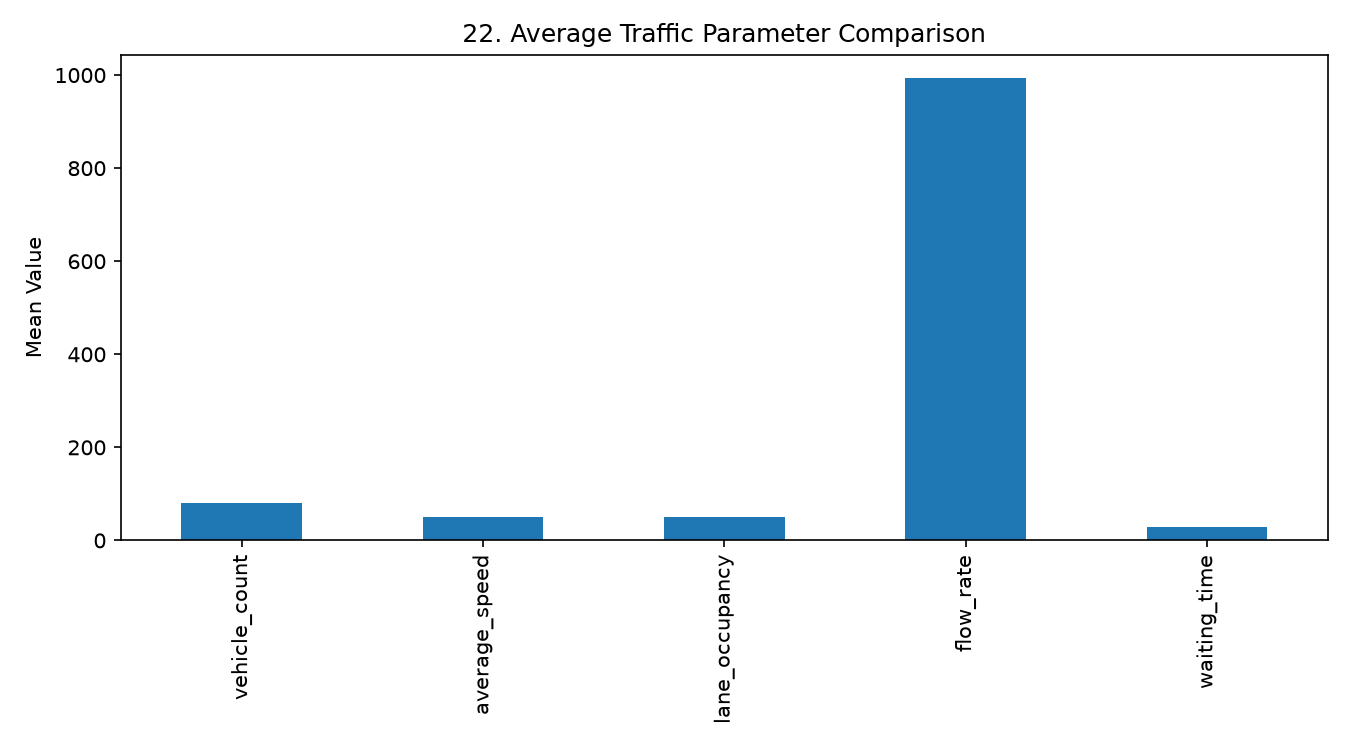 22. Average Traffic Parameter Comparison
Mean Value
1000
800
600
400
200
0
vehicle_count
average_speed
lane_occupancy
flow_rate
waiting_time